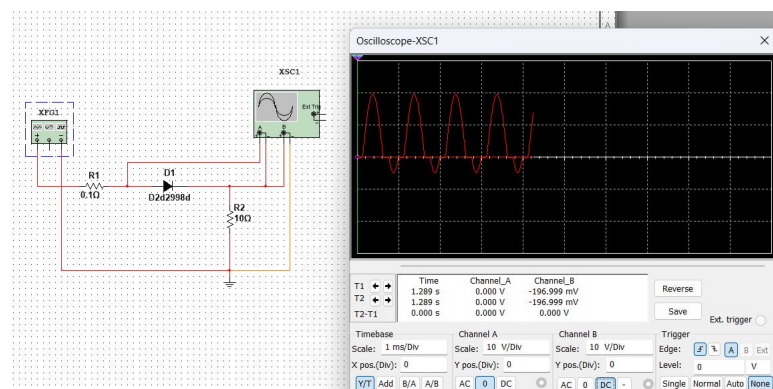 A
Oscilloscope-XSC1
XSC1
Ext Trig
A B
XFG1
R1
0.1Ω
D1
D2d2998d
R2
10Ω
Time Channel_A Channel_B
T1 1.289 s 0.000 V -196.999 mV
T2 1.289 s 0.000 V -196.999 mV
T2-T1 0.000 s 0.000 V 0.000 V
Reverse
Save
Ext. trigger
Timebase Channel A Channel B Trigger
Scale: 1 ms/Div Scale: 10 V/Div Scale: 10 V/Div Edge: A B Ext
X pos.(Div): 0 Y pos.(Div): 0 Y pos.(Div): 0 Level: 0 V
Y/T Add B/A A/B AC 0 DC AC 0 DC - Single Normal Auto None